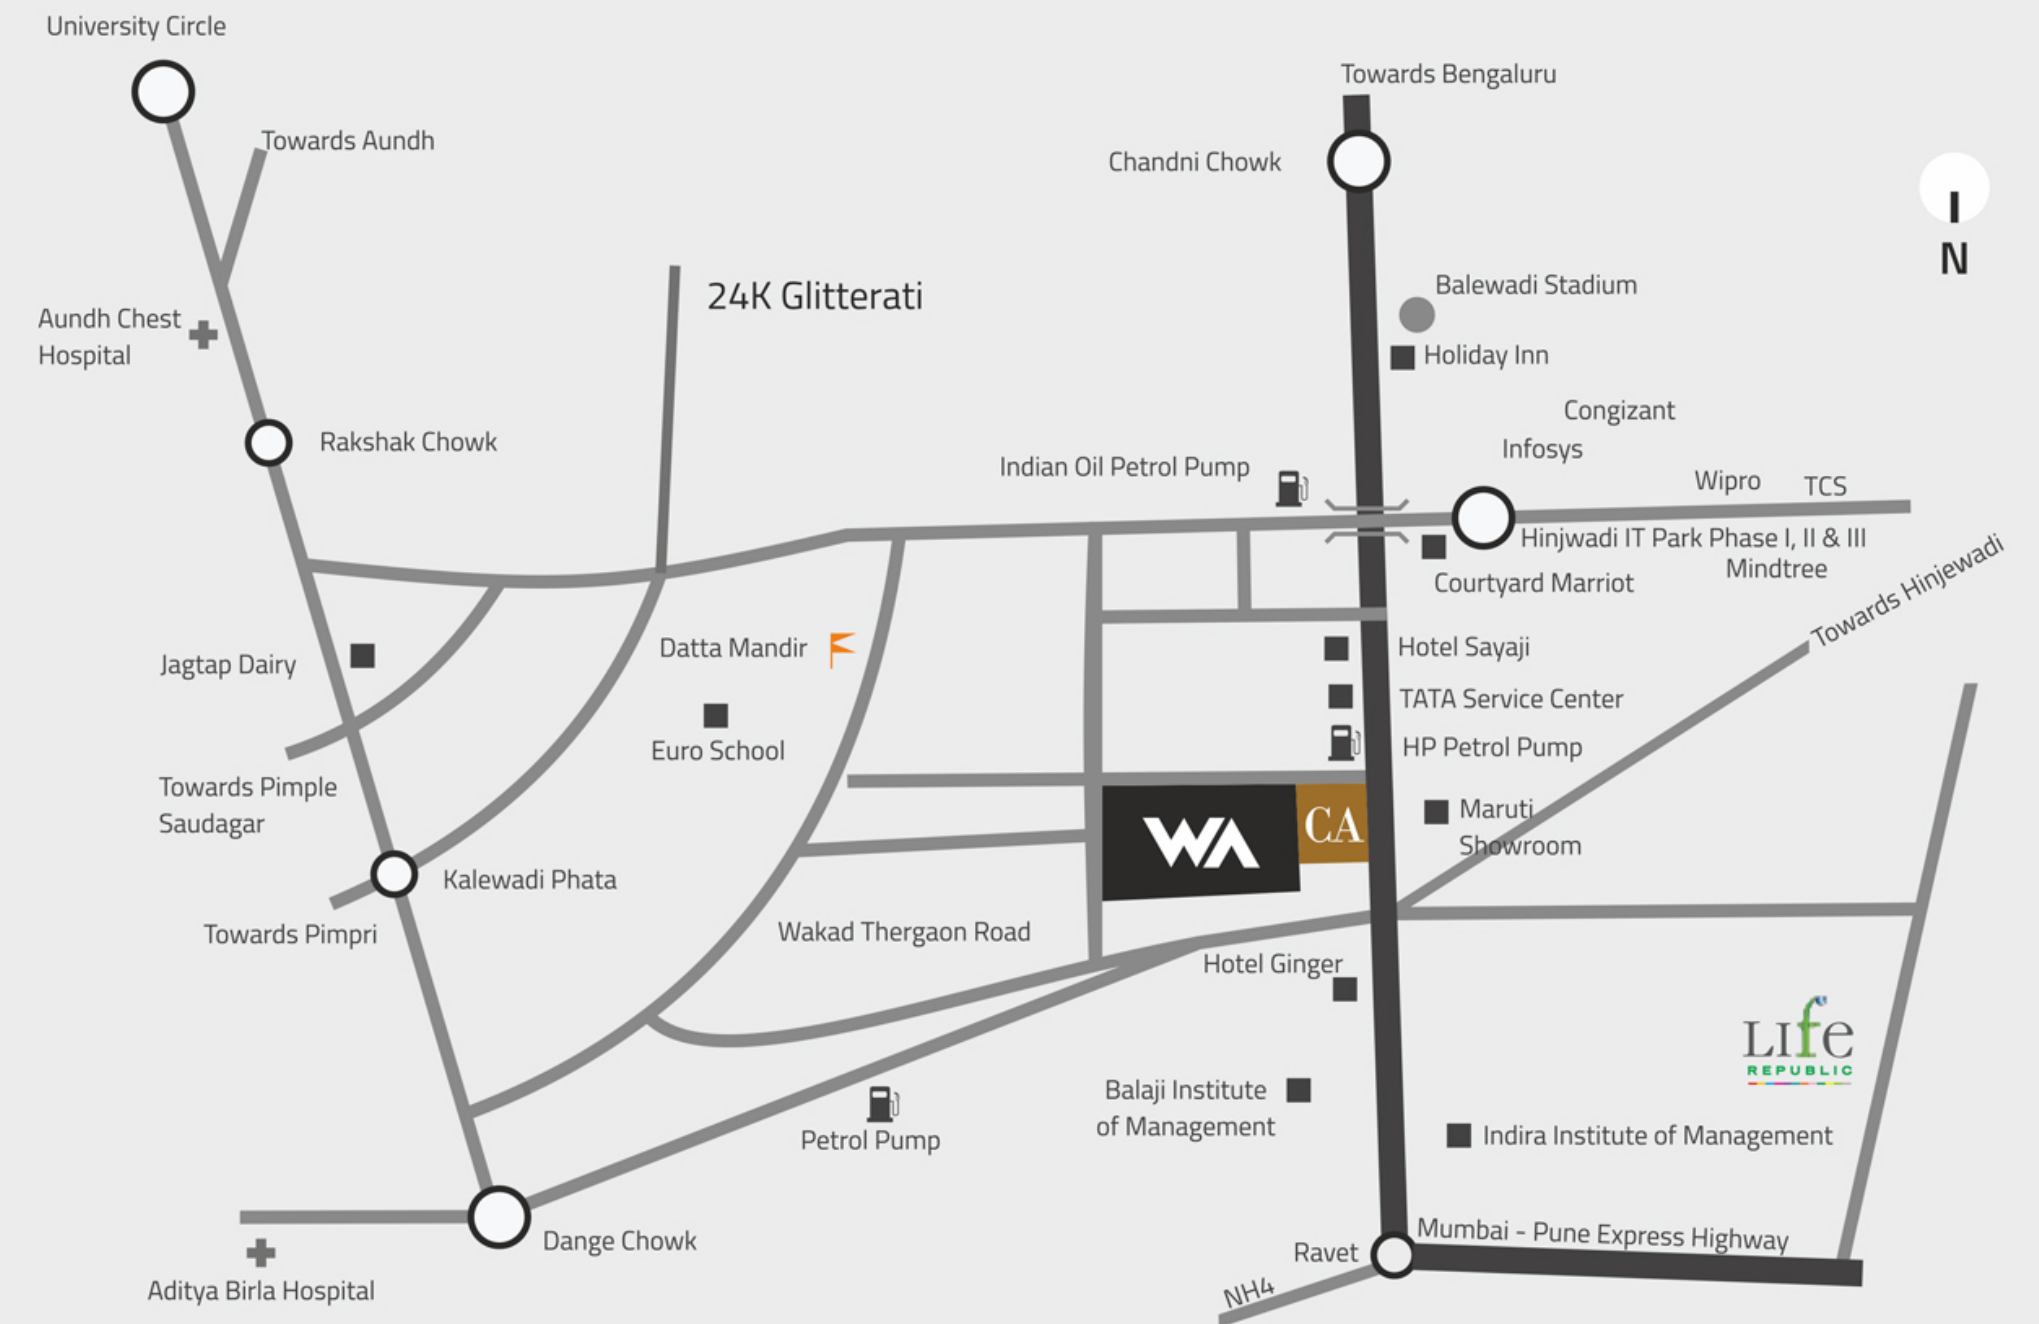 University Circle
Towards Bengaluru
Towards Aundh
Chandni Chowk
N
24K Glitterati
Balewadi Stadium
Aundh Chest
Hospital
Holiday Inn
Congizant
Rakshak Chowk
Infosys
Indian Oil Petrol Pump
Wipro
TCS
Hinjwadi IT Park Phase I, II & III
Mindtree
Courtyard Marriot
Towards Hinjewadi
Datta Mandir
Hotel Sayaji
Jagtap Dairy
TATA Service Center
Euro School
HP Petrol Pump
Towards Pimple
Saudagar
WA
CA
Maruti
Showroom
Kalewadi Phata
Towards Pimpri
Wakad Thergaon Road
Hotel Ginger
LIfe
REPUBLIC
Balaji Institute
of Management
Petrol Pump
Indira Institute of Management
Dange Chowk
Mumbai - Pune Express Highway
Ravet
Aditya Birla Hospital
NH4